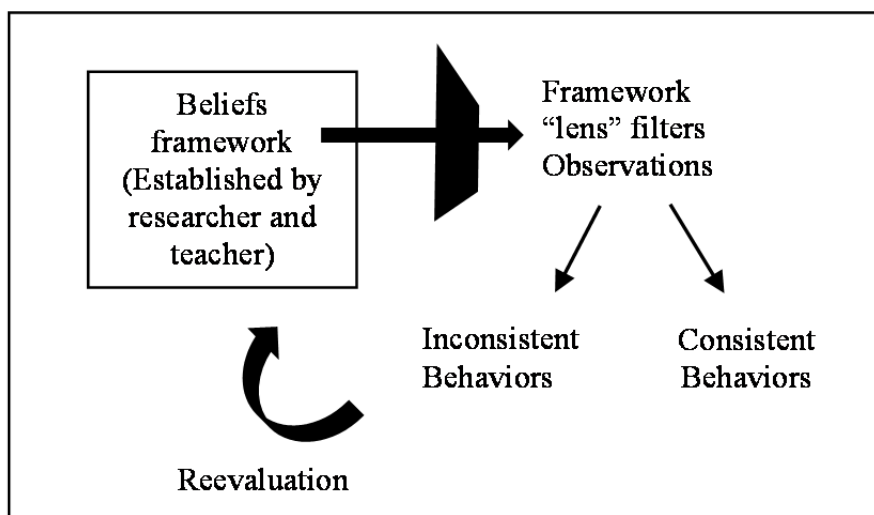 Beliefs
framework
(Established by
researcher and
teacher)
Framework
“lens” filters
Observations
Inconsistent
Behaviors
Consistent
Behaviors
Reevaluation